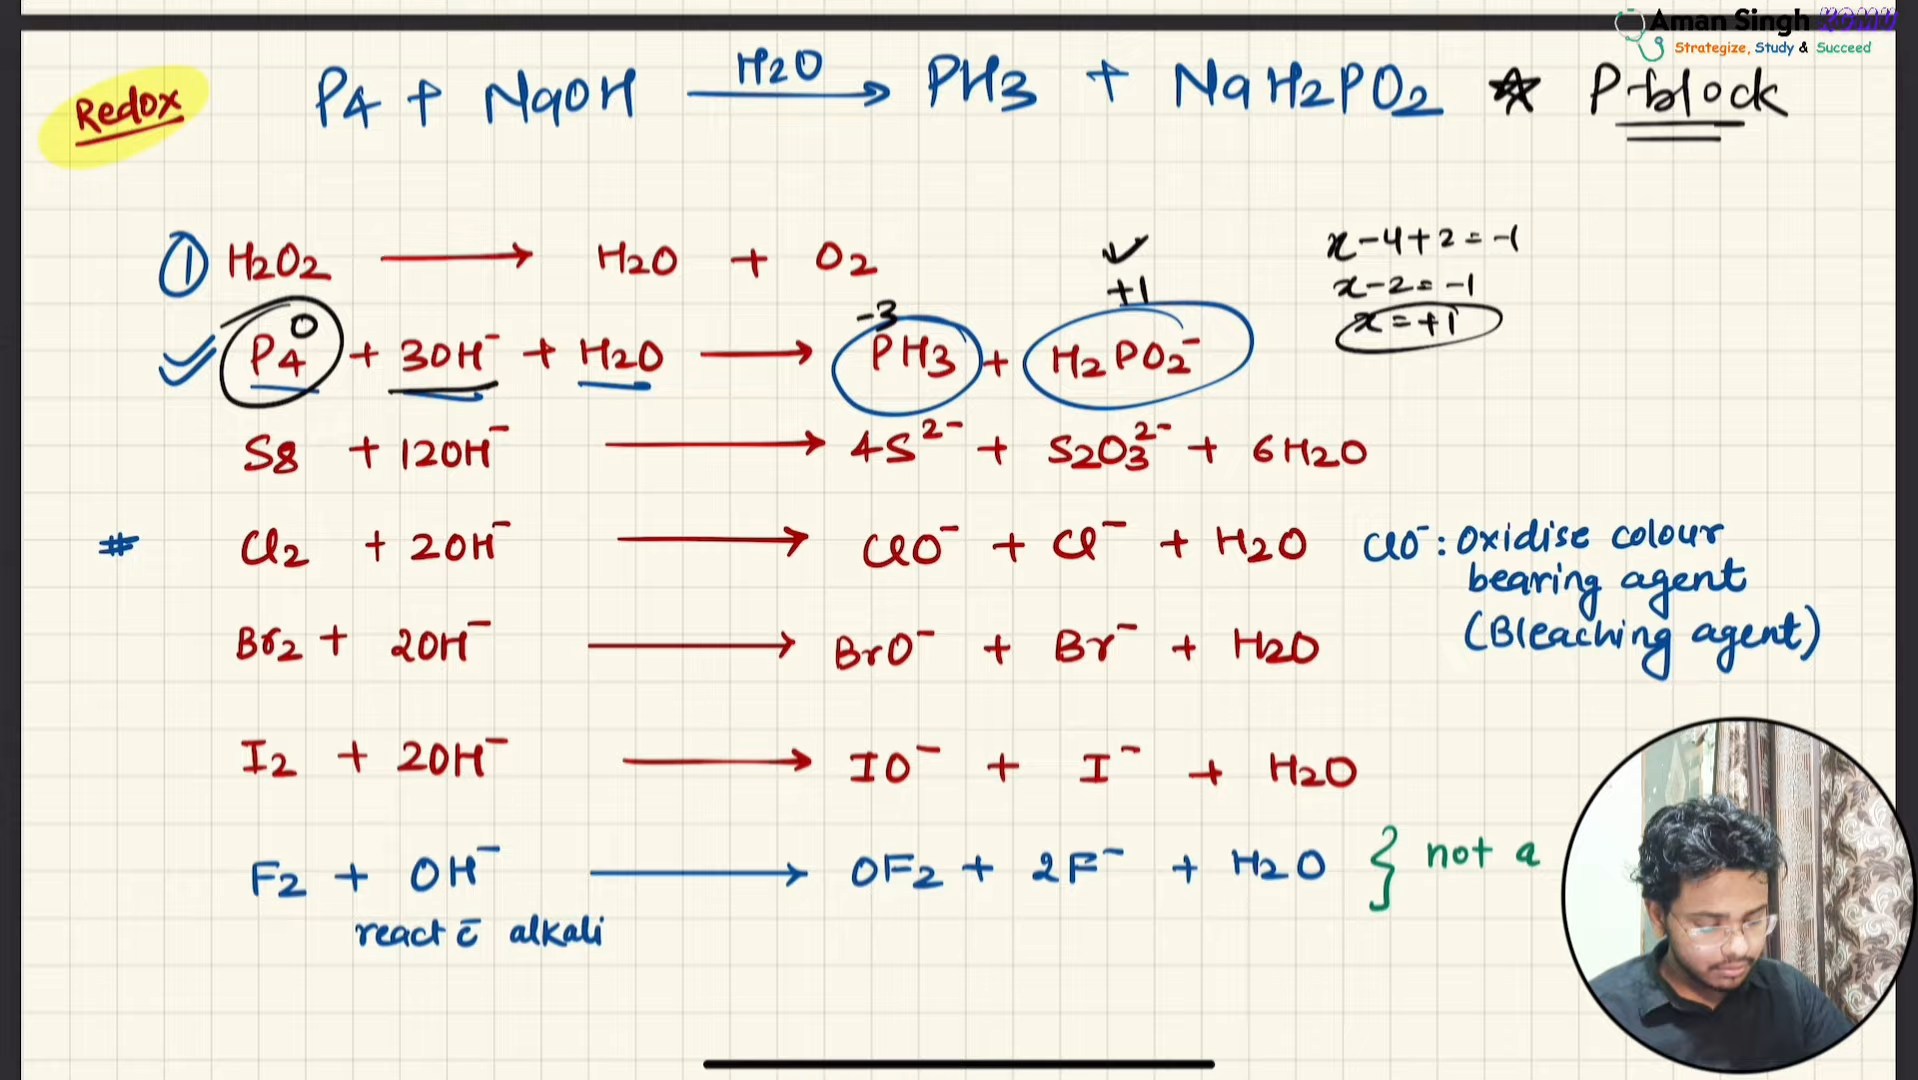 Aman Singh KGMU
Strategize, Study & Succeed
Redox P4 + NaOH H2O → PH3 + NaH2PO2 ☆ P-block
① H2O2 → H2O + O2
x-4+2=-1
x-2=-1
x=+1
0 -3 ✓ +1
P4 + 3OH⁻ + H2O → PH3 + H2PO2⁻
S8 + 12OH⁻ → 4S²⁻ + S2O3²⁻ + 6H2O
# Cl2 + 2OH⁻ → ClO⁻ + Cl⁻ + H2O
ClO⁻: Oxidise colour
bearing agent
(Bleaching agent)
Br2 + 2OH⁻ → BrO⁻ + Br⁻ + H2O
I2 + 2OH⁻ → IO⁻ + I⁻ + H2O
F2 + OH⁻ → OF2 + 2F⁻ + H2O } not a
react c̄ alkali